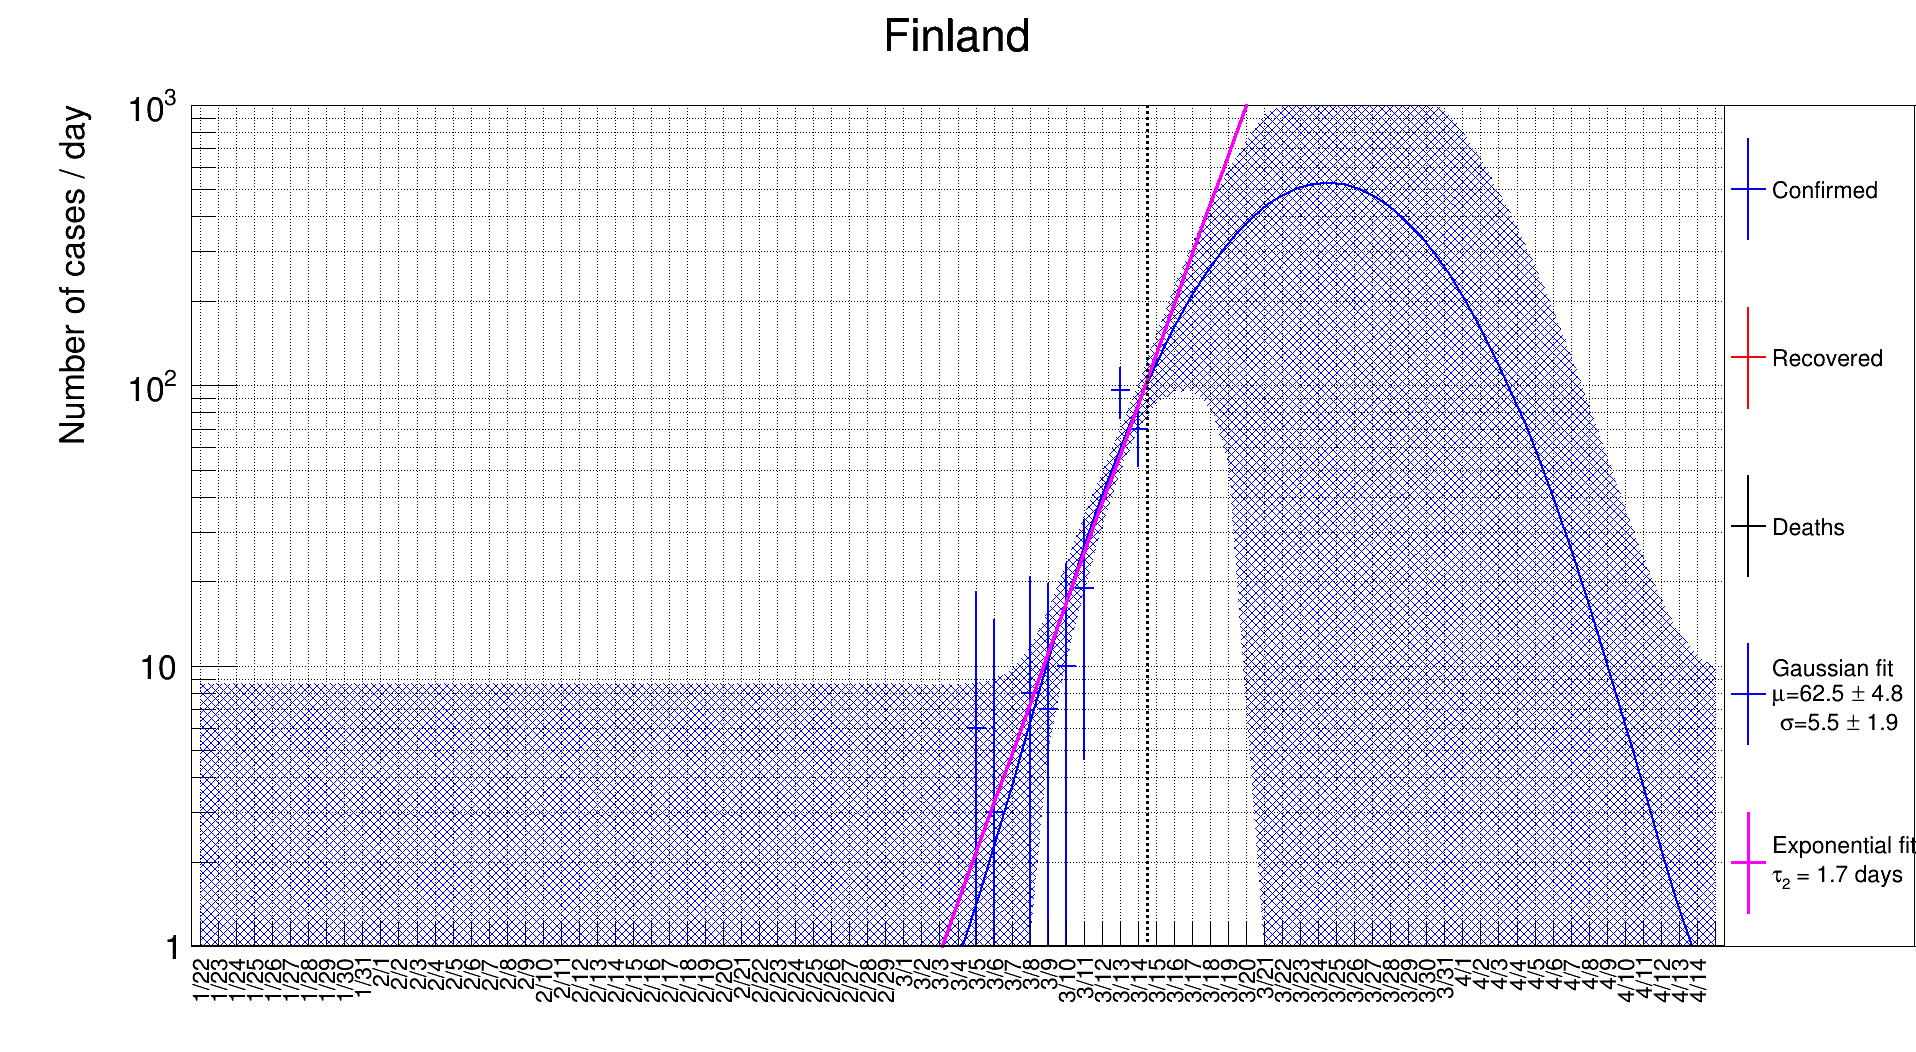 Finland
Number of cases / day
10³
10²
10
1
1/22 1/23 1/24 1/25 1/26 1/27 1/28 1/29 1/30 1/31 2/1 2/2 2/3 2/4 2/5 2/6 2/7 2/8 2/9 2/10 2/11 2/12 2/13 2/14 2/15 2/16 2/17 2/18 2/19 2/20 2/21 2/22 2/23 2/24 2/25 2/26 2/27 2/28 2/29 3/1 3/2 3/3 3/4 3/5 3/6 3/7 3/8 3/9 3/10 3/11 3/12 3/13 3/14 3/15 3/16 3/17 3/18 3/19 3/20 3/21 3/22 3/23 3/24 3/25 3/26 3/27 3/28 3/29 3/30 3/31 4/1 4/2 4/3 4/4 4/5 4/6 4/7 4/8 4/9 4/10 4/11 4/12 4/13 4/14
Confirmed
Recovered
Deaths
Gaussian fit
μ=62.5 ± 4.8
σ=5.5 ± 1.9
Exponential fit
τ₂ = 1.7 days